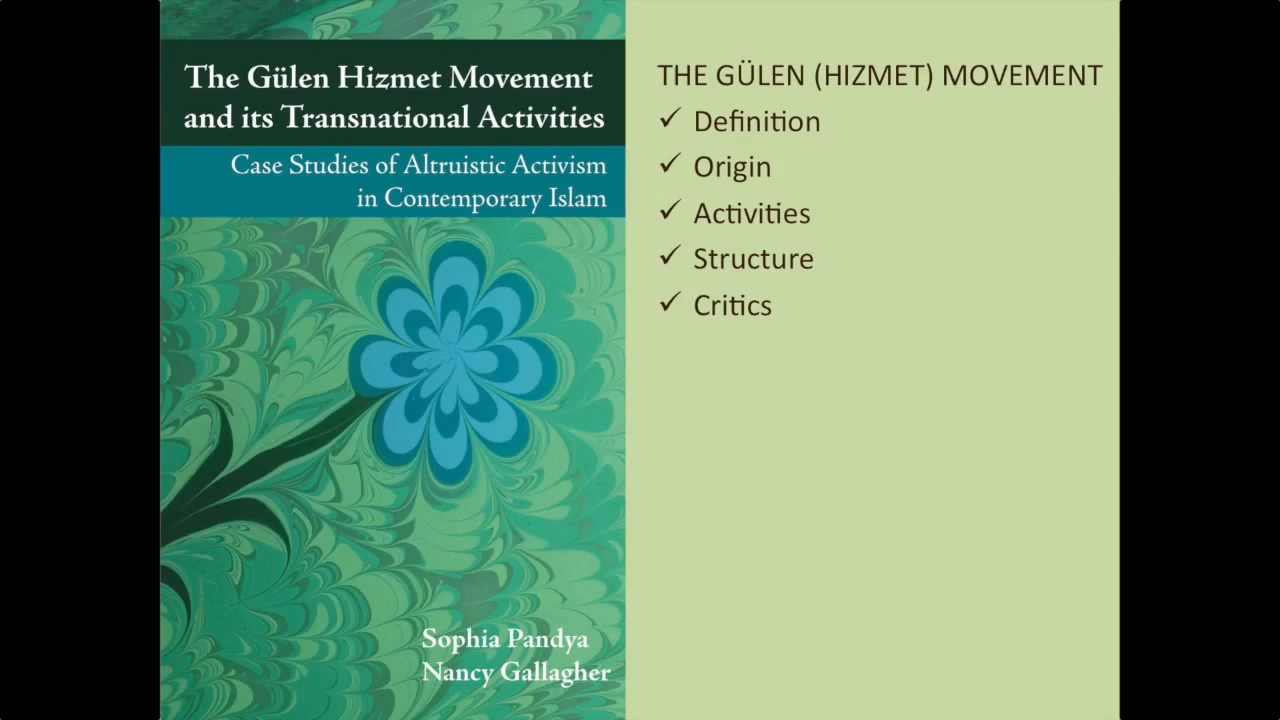 The Gülen Hizmet Movement
and its Transnational Activities
Case Studies of Altruistic Activism
in Contemporary Islam
Sophia Pandya
Nancy Gallagher
THE GÜLEN (HIZMET) MOVEMENT
✓ Definition
✓ Origin
✓ Activities
✓ Structure
✓ Critics